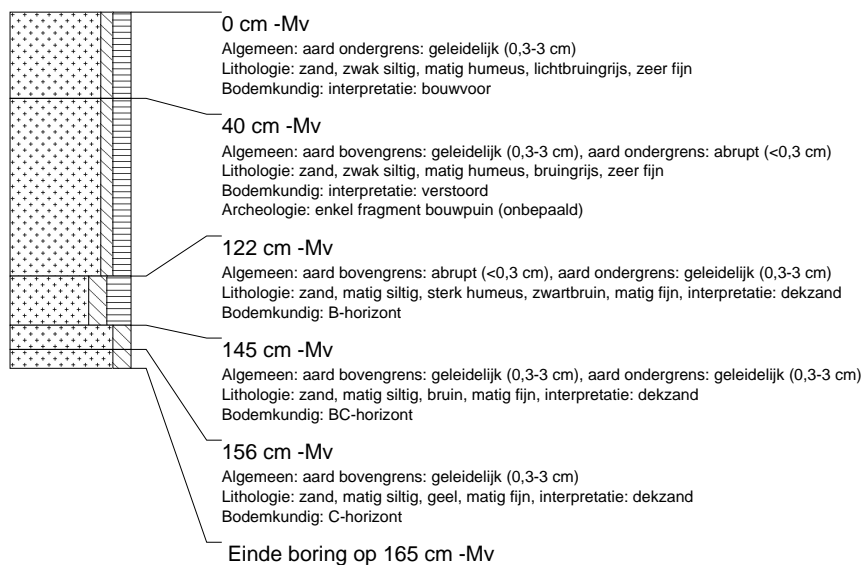 0 cm -Mv
Algemeen: aard ondergrens: geleidelijk (0,3-3 cm)
Lithologie: zand, zwak siltig, matig humeus, lichtbruingrijs, zeer fijn
Bodemkundig: interpretatie: bouwvoor
40 cm -Mv
Algemeen: aard bovengrens: geleidelijk (0,3-3 cm), aard ondergrens: abrupt (<0,3 cm)
Lithologie: zand, zwak siltig, matig humeus, bruingrijs, zeer fijn
Bodemkundig: interpretatie: verstoord
Archeologie: enkel fragment bouwpuin (onbepaald)
122 cm -Mv
Algemeen: aard bovengrens: abrupt (<0,3 cm), aard ondergrens: geleidelijk (0,3-3 cm)
Lithologie: zand, matig siltig, sterk humeus, zwartbruin, matig fijn, interpretatie: dekzand
Bodemkundig: B-horizont
145 cm -Mv
Algemeen: aard bovengrens: geleidelijk (0,3-3 cm), aard ondergrens: geleidelijk (0,3-3 cm)
Lithologie: zand, matig siltig, bruin, matig fijn, interpretatie: dekzand
Bodemkundig: BC-horizont
156 cm -Mv
Algemeen: aard bovengrens: geleidelijk (0,3-3 cm)
Lithologie: zand, matig siltig, geel, matig fijn, interpretatie: dekzand
Bodemkundig: C-horizont
Einde boring op 165 cm -Mv